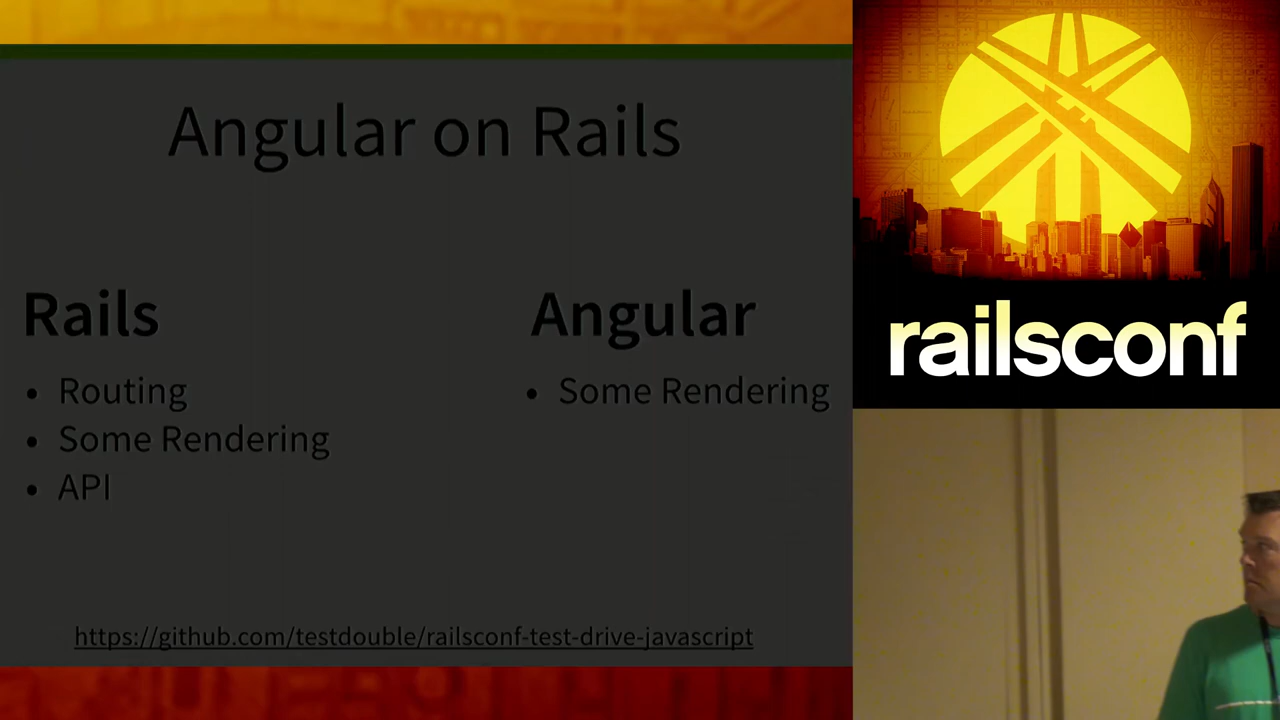 Angular on Rails
Rails
• Routing
• Some Rendering
• API
Angular
• Some Rendering
https://github.com/testdouble/railsconf-test-drive-javascript
railsconf